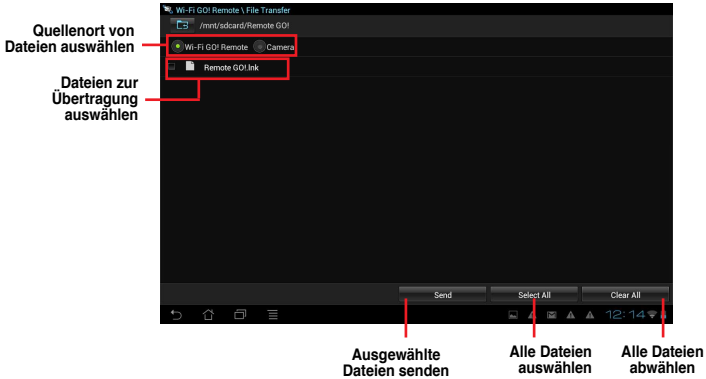 Wi-Fi GO! Remote \ File Transfer
/mnt/sdcard/Remote GO!
Quellenort von
Dateien auswählen
Wi-Fi GO! Remote Camera
Remote GO!.lnk
Dateien zur
Übertragung
auswählen
Send Select All Clear All
12:14
Ausgewählte
Dateien senden
Alle Dateien
auswählen
Alle Dateien
abwählen